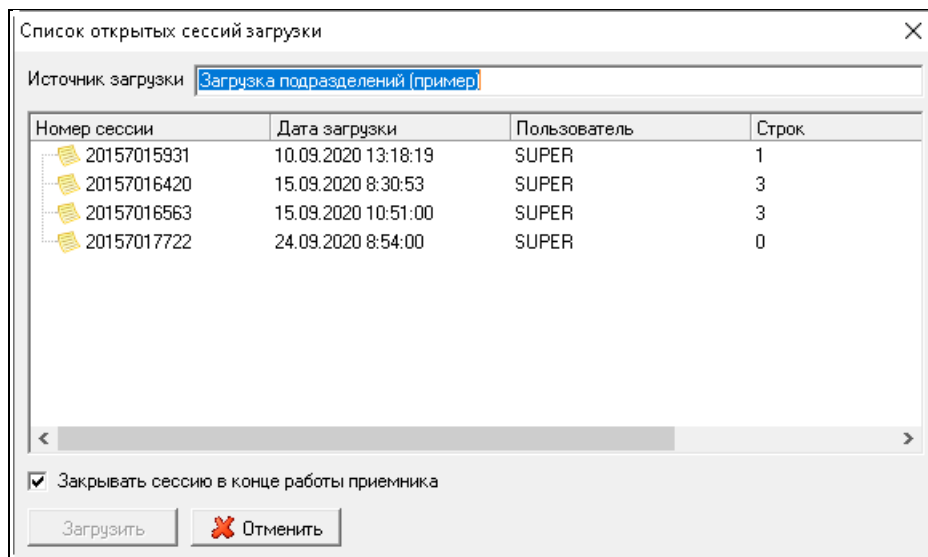 Список открытых сессий загрузки
Источник загрузки Загрузка подразделений (пример)
Номер сессии Дата загрузки Пользователь Строк
20157015931 10.09.2020 13:18:19 SUPER 1
20157016420 15.09.2020 8:30:53 SUPER 3
20157016563 15.09.2020 10:51:00 SUPER 3
20157017722 24.09.2020 8:54:00 SUPER 0
Закрывать сессию в конце работы приемника
Загрузить Отменить